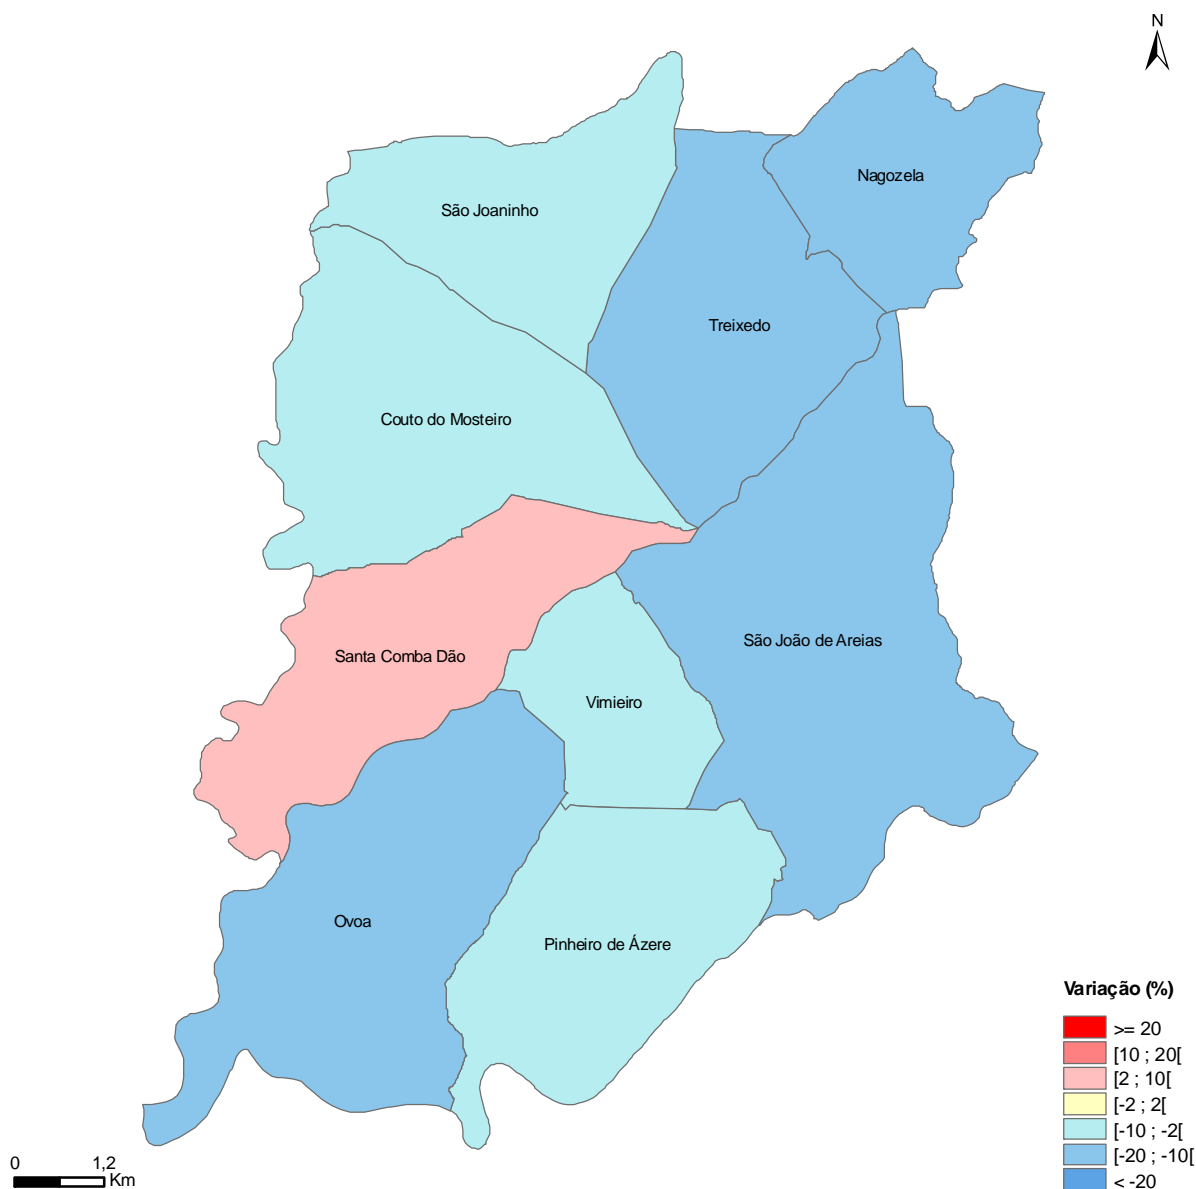 N
Nagozela
São Joaninho
Treixedo
Couto do Mosteiro
São João de Areias
Santa Comba Dão
Vimieiro
Ovoa
Pinheiro de Ázere
Variação (%)
>= 20
[10 ; 20[
[2 ; 10[
[-2 ; 2[
[-10 ; -2[
[-20 ; -10[
< -20
0 1,2
Km